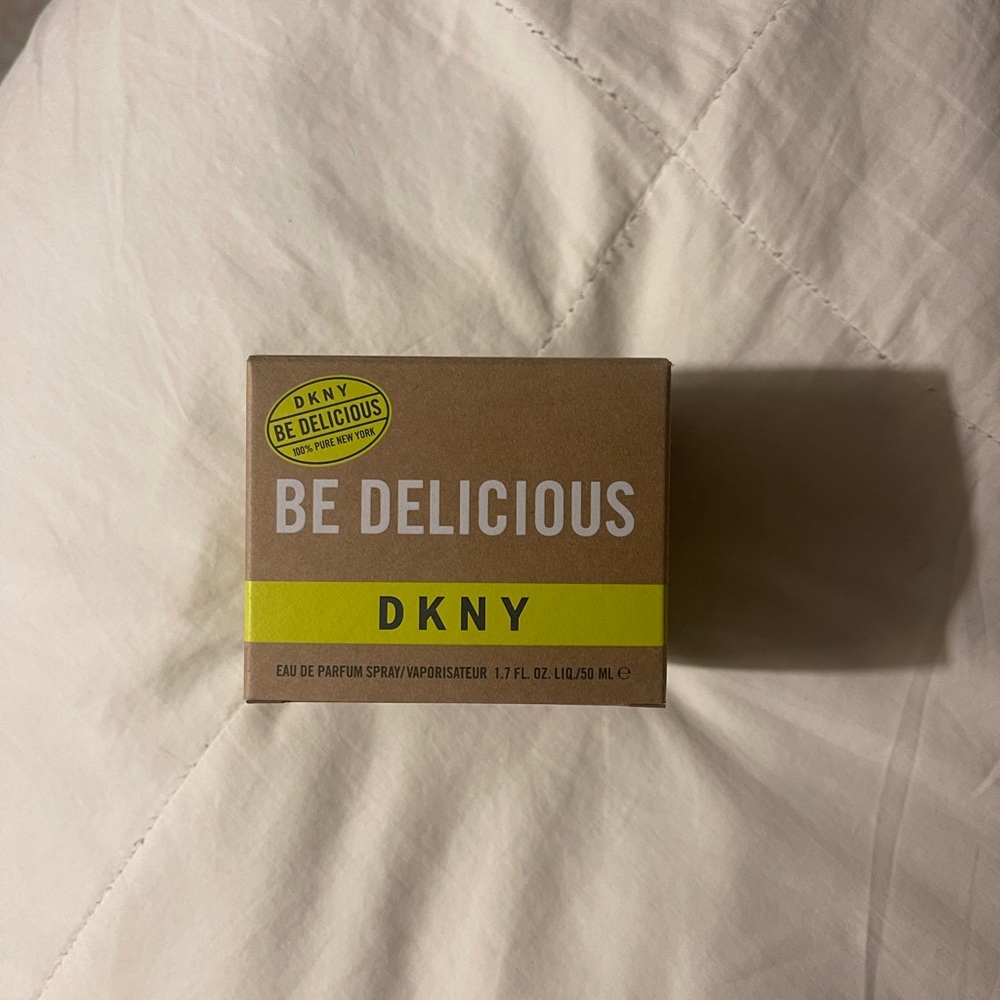 DKNY
BE DELICIOUS
100% PURE NEW YORK
BE DELICIOUS
DKNY
EAU DE PARFUM SPRAY/VAPORISATEUR 1.7 FL. OZ. LIQ./50 ML ℮